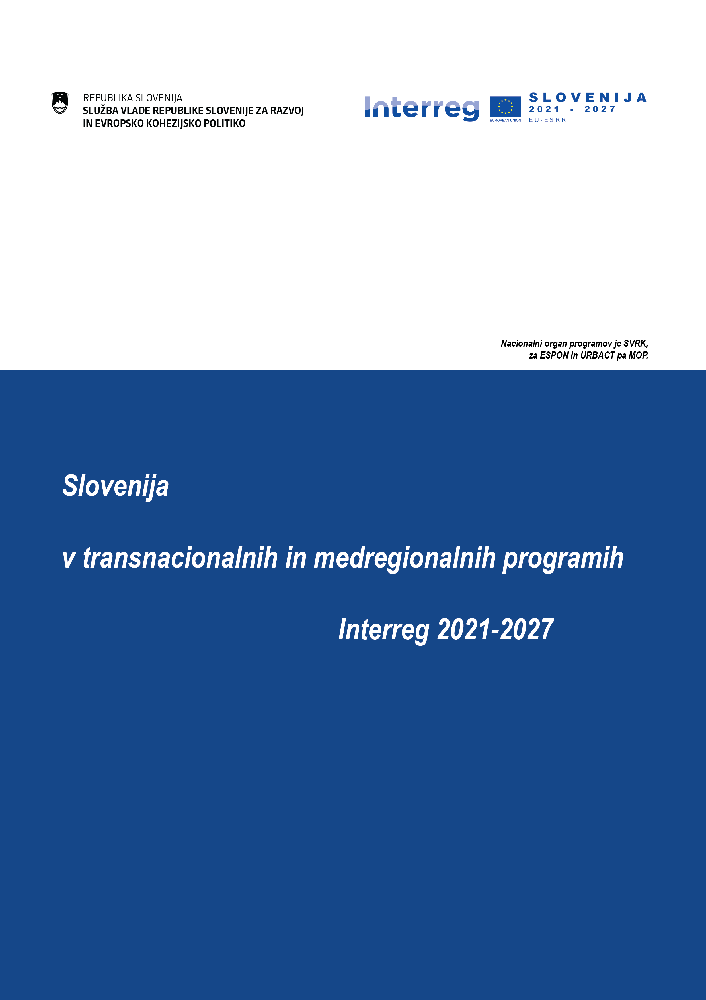 REPUBLIKA SLOVENIJA
SLUŽBA VLADE REPUBLIKE SLOVENIJE ZA RAZVOJ
IN EVROPSKO KOHEZIJSKO POLITIKO
Interreg
EUROPEAN UNION
SLOVENIJA
2021 - 2027
EU-ESRR
Nacionalni organ programov je SVRK,
za ESPON in URBACT pa MOP.
Slovenija
v transnacionalnih in medregionalnih programih
Interreg 2021-2027